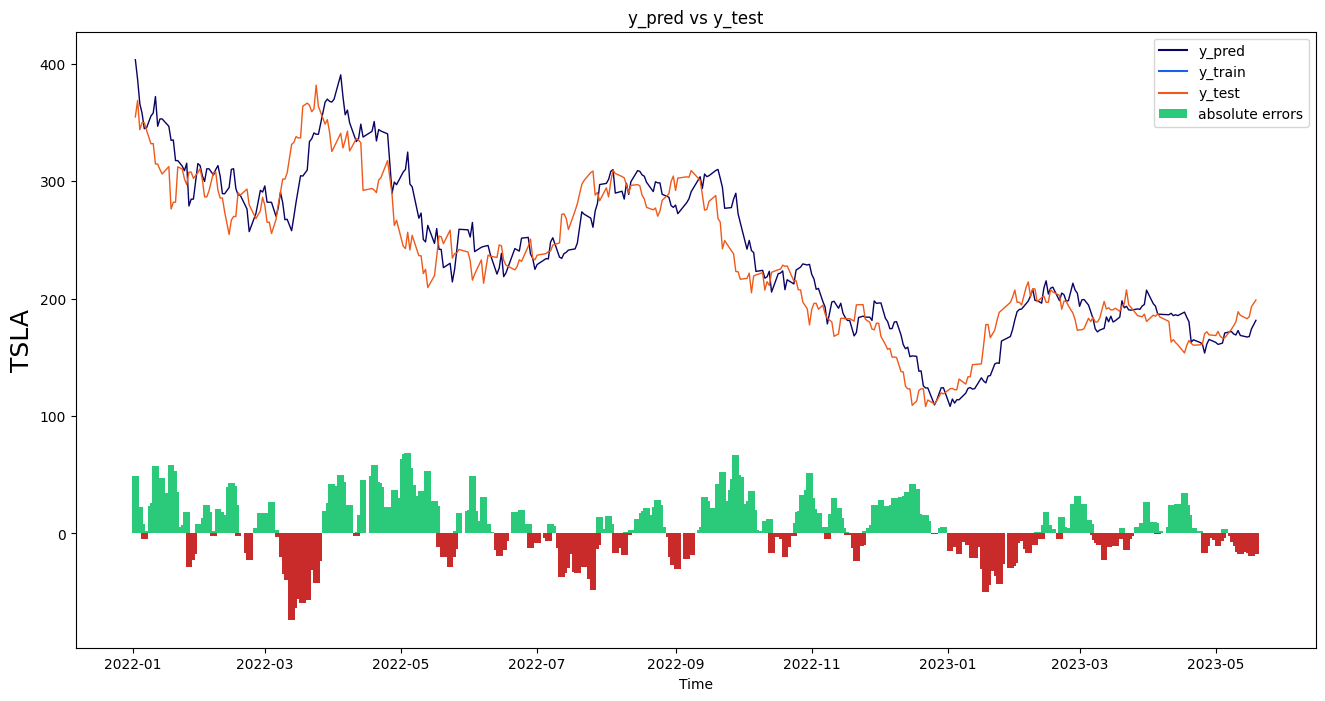 y_pred vs y_test
y_pred
y_train
y_test
absolute errors
TSLA
400
300
200
100
0
2022-01
2022-03
2022-05
2022-07
2022-09
2022-11
2023-01
2023-03
2023-05
Time